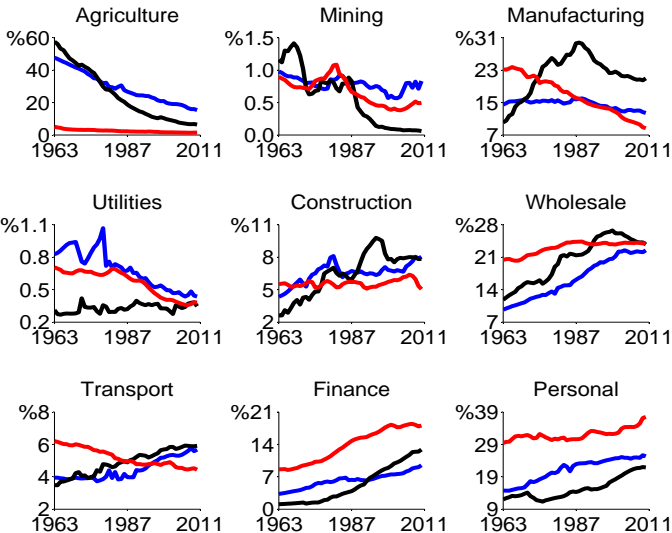 Agriculture
%60
40
20
0
1963 1987 2011
Mining
%1.5
1.0
0.5
0.0
1963 1987 2011
Manufacturing
%31
23
15
7
1963 1987 2011
Utilities
%1.1
0.8
0.5
0.2
1963 1987 2011
Construction
%11
8
5
2
1963 1987 2011
Wholesale
%28
21
14
7
1963 1987 2011
Transport
%8
6
4
2
1963 1987 2011
Finance
%21
14
7
0
1963 1987 2011
Personal
%39
29
19
9
1963 1987 2011